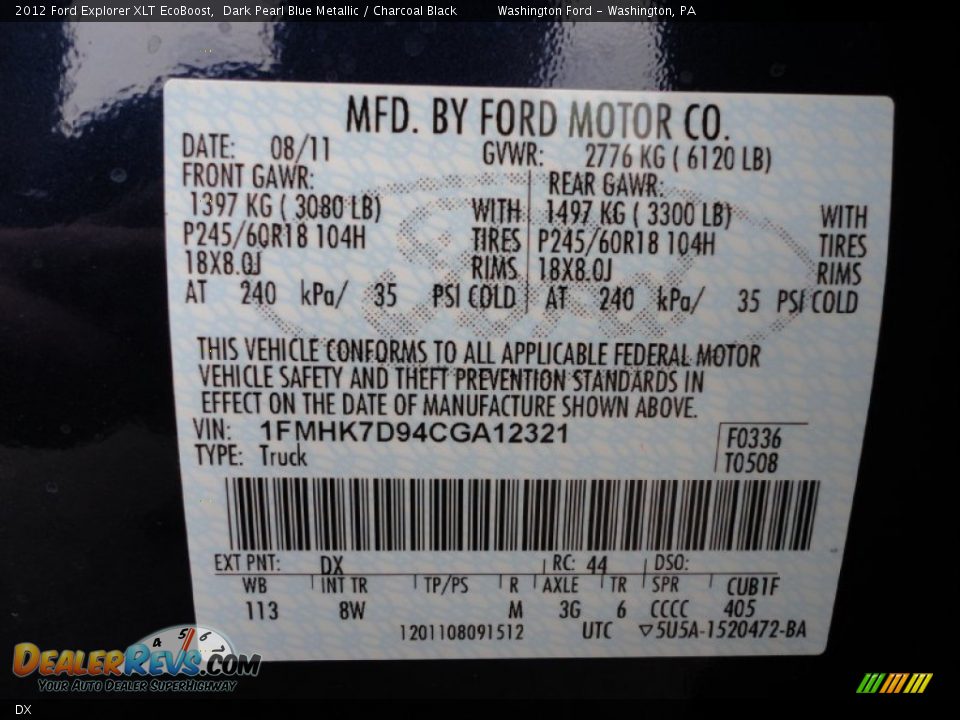 2012 Ford Explorer XLT EcoBoost, Dark Pearl Blue Metallic / Charcoal Black Washington Ford - Washington, PA
MFD. BY FORD MOTOR CO.
DATE: 08/11 GVWR: 2776 KG ( 6120 LB)
FRONT GAWR: REAR GAWR:
1397 KG ( 3080 LB) WITH 1497 KG ( 3300 LB) WITH
P245/60R18 104H TIRES P245/60R18 104H TIRES
18X8.0J RIMS 18X8.0J RIMS
AT 240 kPa/ 35 PSI COLD AT 240 kPa/ 35 PSI COLD
THIS VEHICLE CONFORMS TO ALL APPLICABLE FEDERAL MOTOR
VEHICLE SAFETY AND THEFT PREVENTION STANDARDS IN
EFFECT ON THE DATE OF MANUFACTURE SHOWN ABOVE.
VIN: 1FMHK7D94CGA12321
F0336
TYPE: Truck
T0508
EXT PNT: DX RC: 44 DSO:
WB INT TR TP/PS R AXLE TR SPR CUB1F
113 8W M 3G 6 CCCC 405
1201108091512 UTC ▽5U5A-1520472-BA
4 5 6 7
DEALERREVS.COM
YOUR AUTO DEALER SUPERHIGHWAY
DX